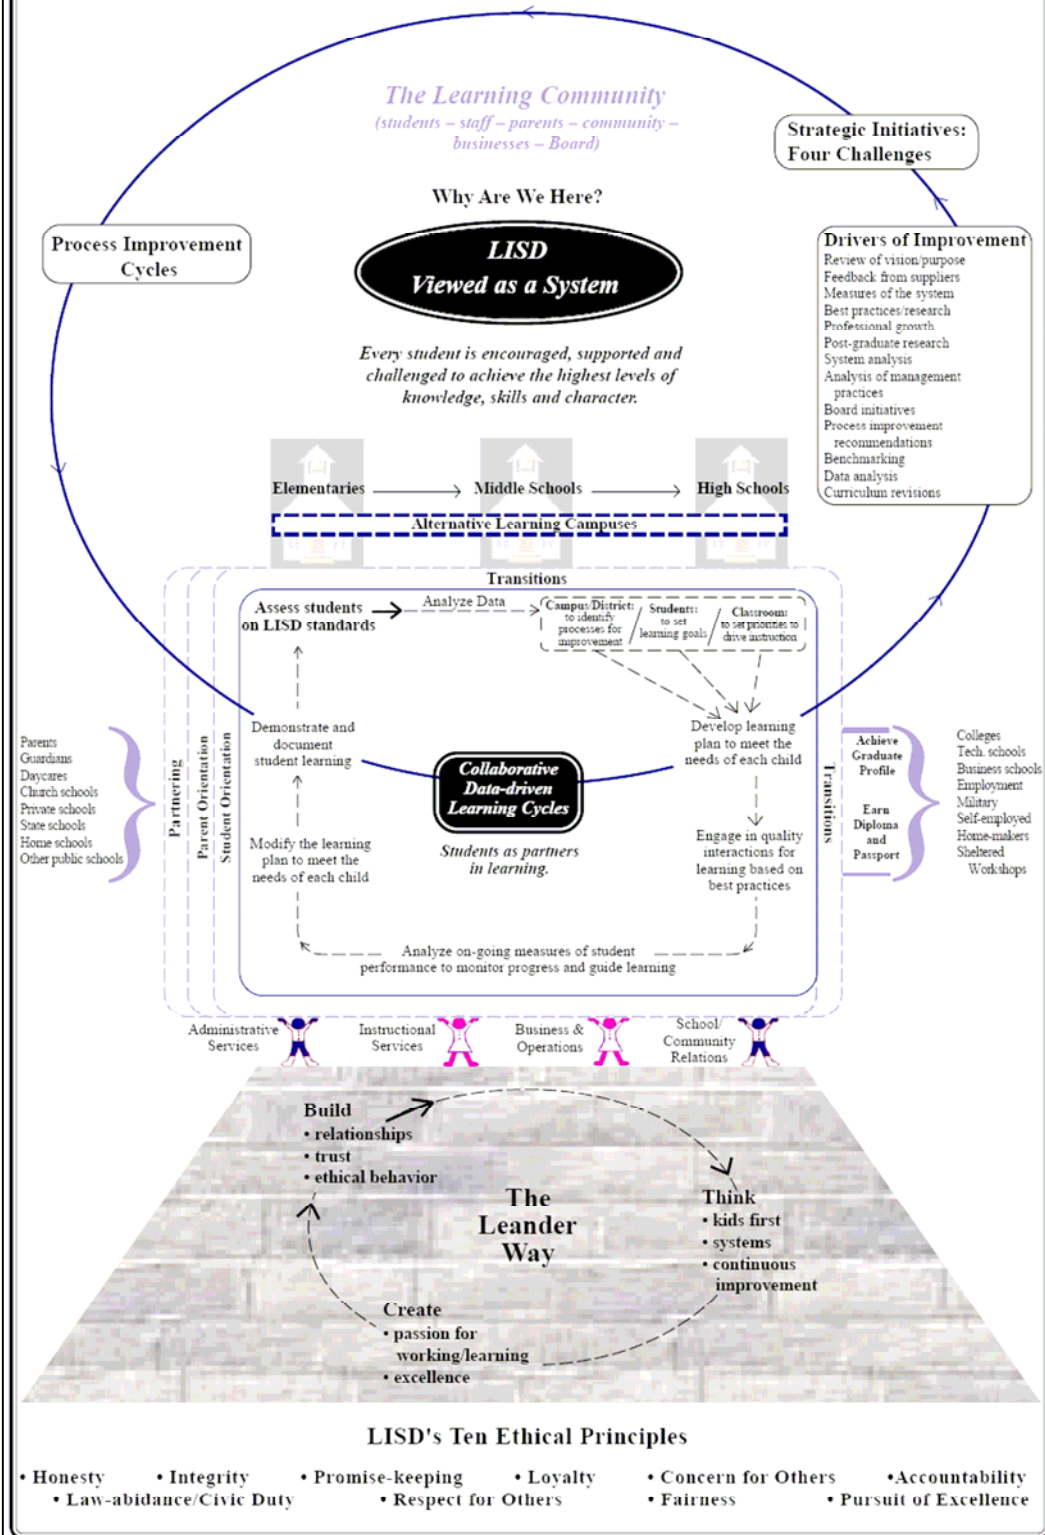 The Learning Community
(students – staff – parents – community –
businesses – Board)
Strategic Initiatives:
Four Challenges
Why Are We Here?
Process Improvement
Cycles
LISD
Viewed as a System
Drivers of Improvement
Review of vision/purpose
Feedback from suppliers
Measures of the system
Best practices/research
Professional growth
Post-graduate research
System analysis
Analysis of management
practices
Board initiatives
Process improvement
recommendations
Benchmarking
Data analysis
Curriculum revisions
Every student is encouraged, supported and
challenged to achieve the highest levels of
knowledge, skills and character.
Elementaries
Middle Schools
High Schools
Alternative Learning Campuses
Transitions
Assess students
on LISD standards
Analyze Data
Campus/District:
to identify
processes for
improvement
Students:
to set
learning goals
Classroom:
to set priorities to
drive instruction
Demonstrate and
document
student learning
Develop learning
plan to meet the
needs of each child
Collaborative
Data-driven
Learning Cycles
Students as partners
in learning.
Modify the learning
plan to meet the
needs of each child
Engage in quality
interactions for
learning based on
best practices
Analyze on-going measures of student
performance to monitor progress and guide learning
Parents
Guardians
Daycares
Church schools
Private schools
State schools
Home schools
Other public schools
Partnering
Parent Orientation
Student Orientation
Transitions
Achieve
Graduate
Profile
Earn
Diploma
and
Passport
Colleges
Tech. schools
Business schools
Employment
Military
Self-employed
Home-makers
Sheltered
Workshops
Administrative
Services
Instructional
Services
Business &
Operations
School/
Community
Relations
Build
• relationships
• trust
• ethical behavior
The
Leander
Way
Think
• kids first
• systems
• continuous
improvement
Create
• passion for
working/learning
• excellence
LISD's Ten Ethical Principles
• Honesty • Integrity • Promise-keeping • Loyalty • Concern for Others •Accountability
• Law-abidance/Civic Duty • Respect for Others • Fairness • Pursuit of Excellence